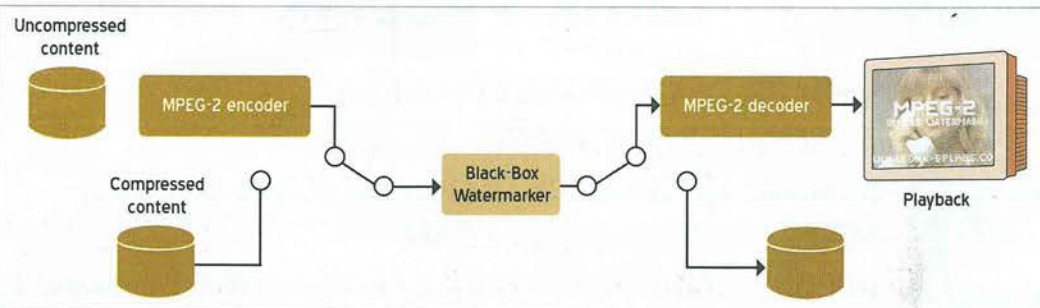 Uncompressed
content
MPEG-2 encoder
MPEG-2 decoder
MPEG-2
Compressed
content
Black-Box
Watermarker
Playback